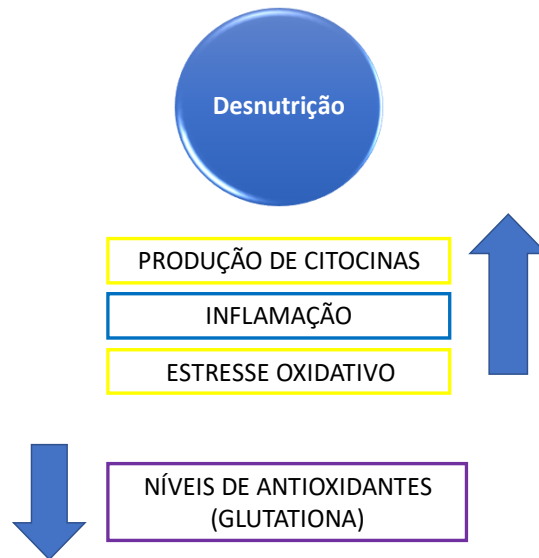 Desnutrição
PRODUÇÃO DE CITOCINAS
INFLAMAÇÃO
ESTRESSE OXIDATIVO
NÍVEIS DE ANTIOXIDANTES
(GLUTATIONA)